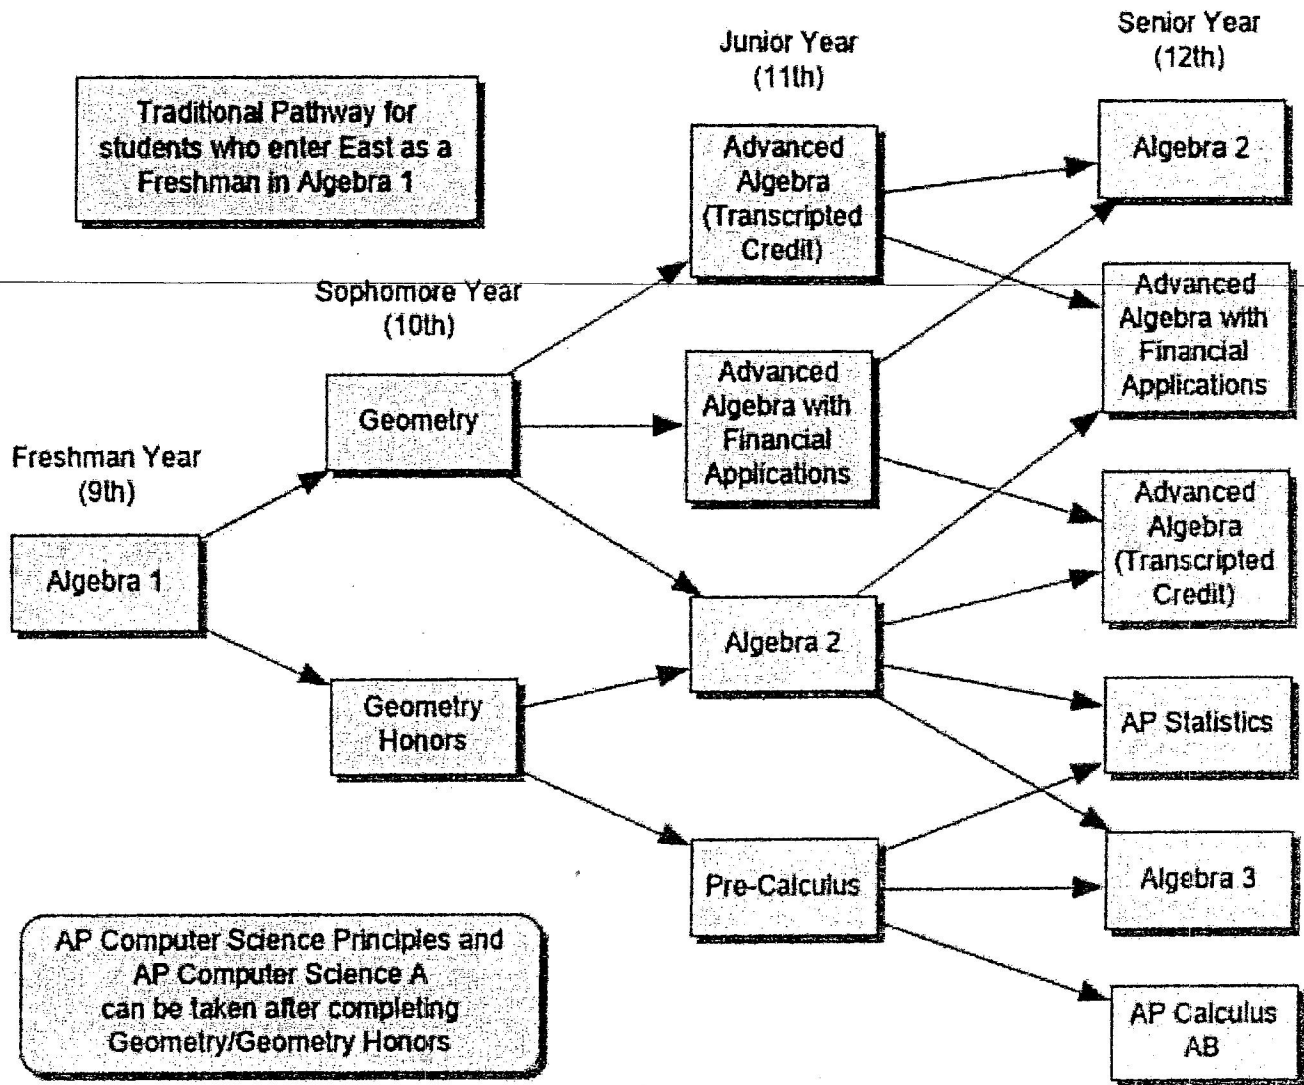 Traditional Pathway for
students who enter East as a
Freshman in Algebra 1
Freshman Year
(9th)
Algebra 1
Sophomore Year
(10th)
Geometry
Geometry
Honors
Junior Year
(11th)
Advanced
Algebra
(Transcripted
Credit)
Advanced
Algebra with
Financial
Applications
Algebra 2
Pre-Calculus
Senior Year
(12th)
Algebra 2
Advanced
Algebra with
Financial
Applications
Advanced
Algebra
(Transcripted
Credit)
AP Statistics
Algebra 3
AP Calculus
AB
AP Computer Science Principles and
AP Computer Science A
can be taken after completing
Geometry/Geometry Honors